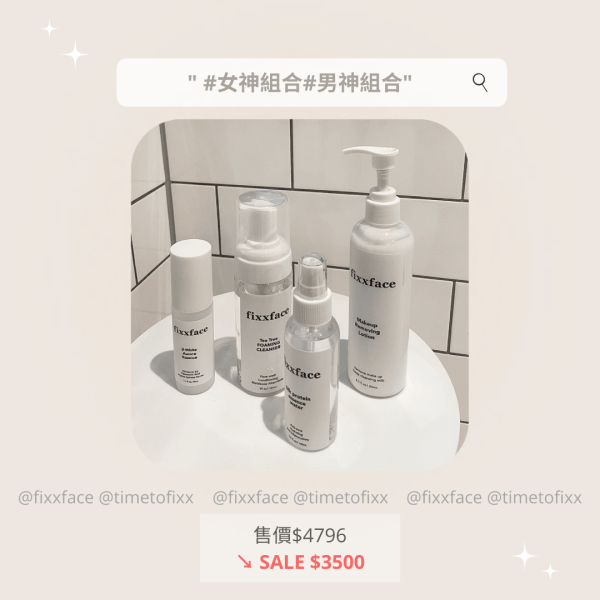 " #女神組合#男神組合"
fixxface
fixxface
Tea Tree
FOAMING
CLEANSER
fixxface
Makeup
Removing
Lotion
fixxface
@fixxface @timetofixx @fixxface @timetofixx @fixxface @timetofixx
售價$4796
↘ SALE $3500